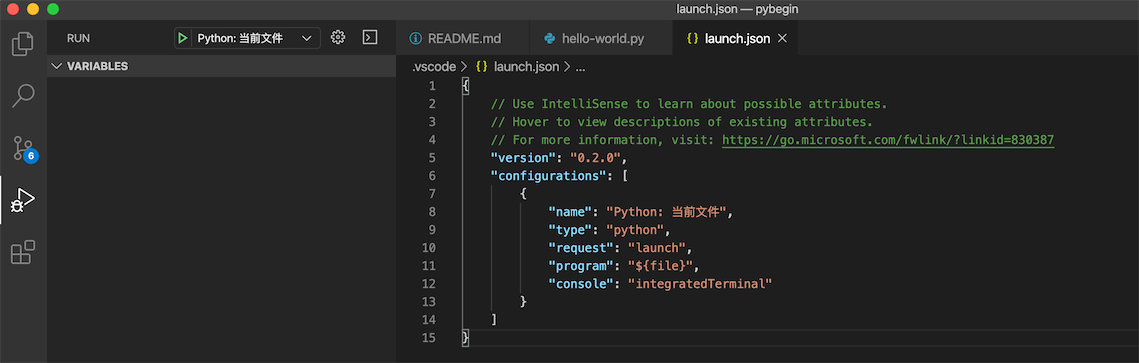 launch.json — pybegin
RUN
Python: 当前文件
README.md
hello-world.py
{} launch.json
VARIABLES
.vscode > {} launch.json > ...
6
1 {
2 // Use IntelliSense to learn about possible attributes.
3 // Hover to view descriptions of existing attributes.
4 // For more information, visit: https://go.microsoft.com/fwlink/?linkid=830387
5 "version": "0.2.0",
6 "configurations": [
7 {
8 "name": "Python: 当前文件",
9 "type": "python",
10 "request": "launch",
11 "program": "${file}",
12 "console": "integratedTerminal"
13 }
14 ]
15 }